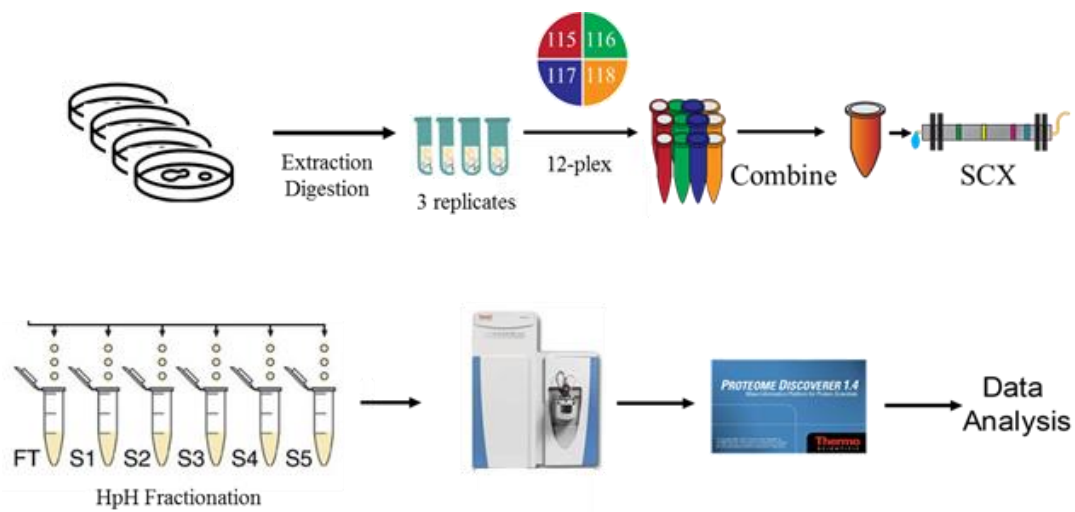 115 116
117 118
Extraction
Digestion
3 replicates
12-plex
Combine
SCX
FT S1 S2 S3 S4 S5
HpH Fractionation
PROTEOME DISCOVERER 1.4
Thermo
SCIENTIFIC
Data
Analysis